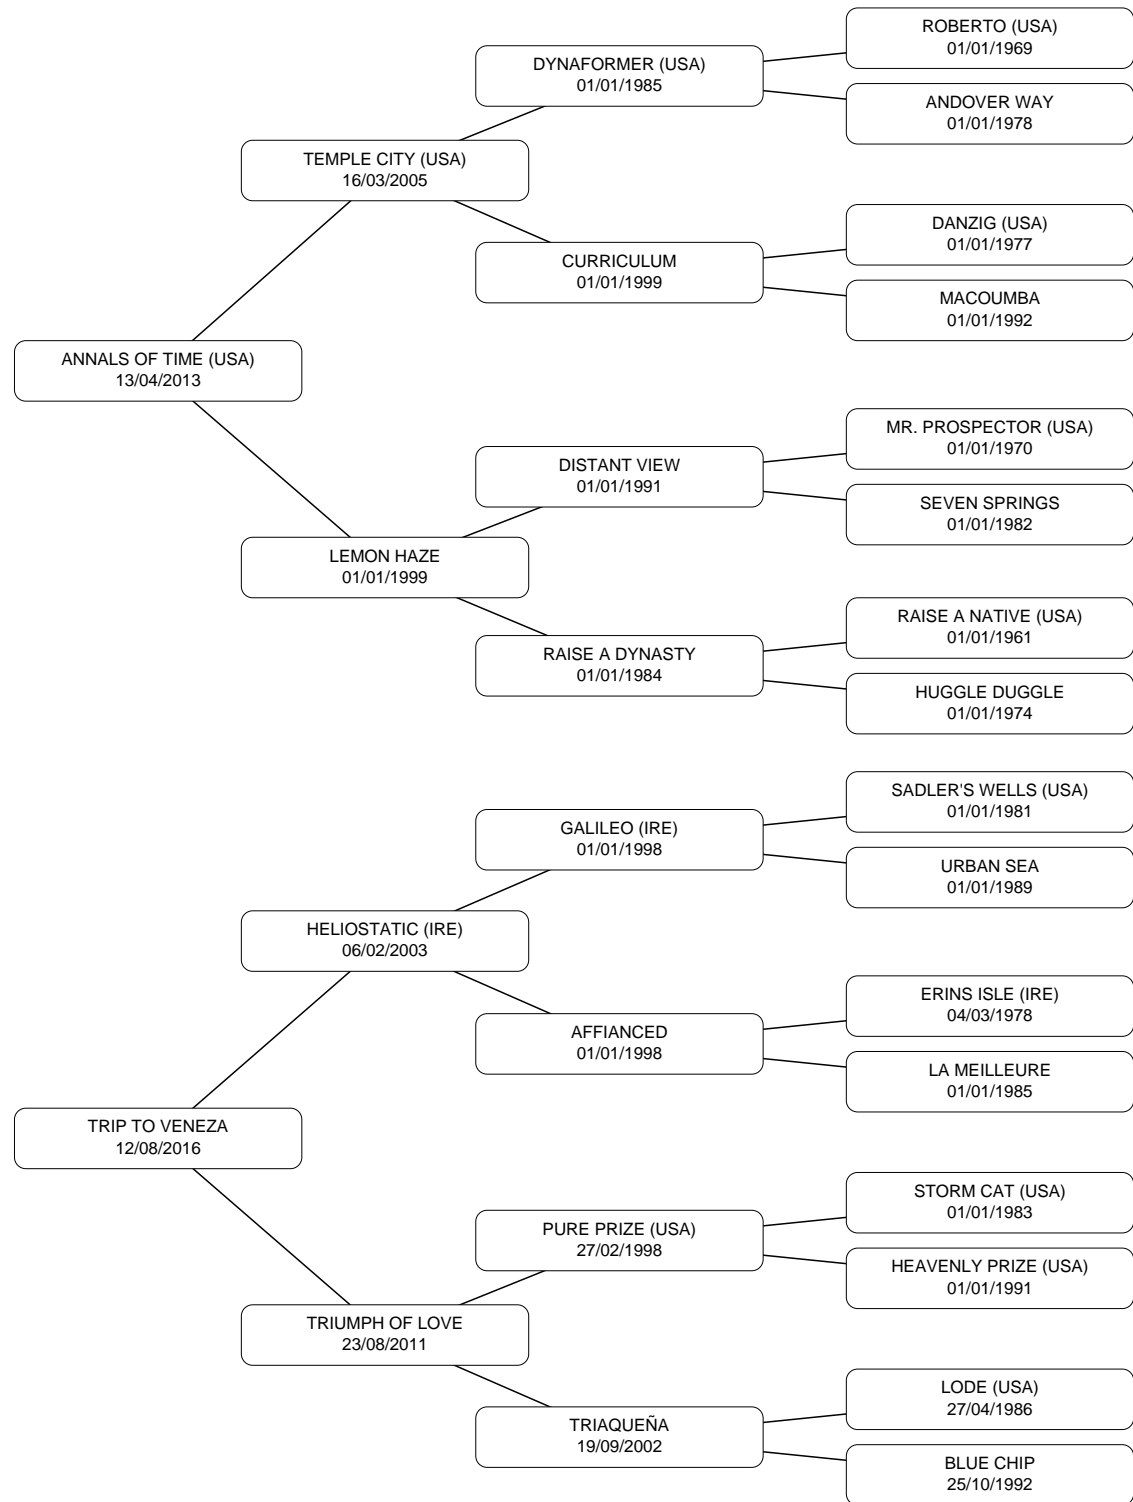 ROBERTO (USA)
01/01/1969
DYNAFORMER (USA)
01/01/1985
ANDOVER WAY
01/01/1978
TEMPLE CITY (USA)
16/03/2005
DANZIG (USA)
01/01/1977
CURRICULUM
01/01/1999
MACOUMBA
01/01/1992
ANNALS OF TIME (USA)
13/04/2013
MR. PROSPECTOR (USA)
01/01/1970
DISTANT VIEW
01/01/1991
SEVEN SPRINGS
01/01/1982
LEMON HAZE
01/01/1999
RAISE A NATIVE (USA)
01/01/1961
RAISE A DYNASTY
01/01/1984
HUGGLE DUGGLE
01/01/1974
SADLER'S WELLS (USA)
01/01/1981
GALILEO (IRE)
01/01/1998
URBAN SEA
01/01/1989
HELIOSTATIC (IRE)
06/02/2003
ERINS ISLE (IRE)
04/03/1978
AFFIANCED
01/01/1998
LA MEILLEURE
01/01/1985
TRIP TO VENEZA
12/08/2016
STORM CAT (USA)
01/01/1983
PURE PRIZE (USA)
27/02/1998
HEAVENLY PRIZE (USA)
01/01/1991
TRIUMPH OF LOVE
23/08/2011
LODE (USA)
27/04/1986
TRIAQUEÑA
19/09/2002
BLUE CHIP
25/10/1992